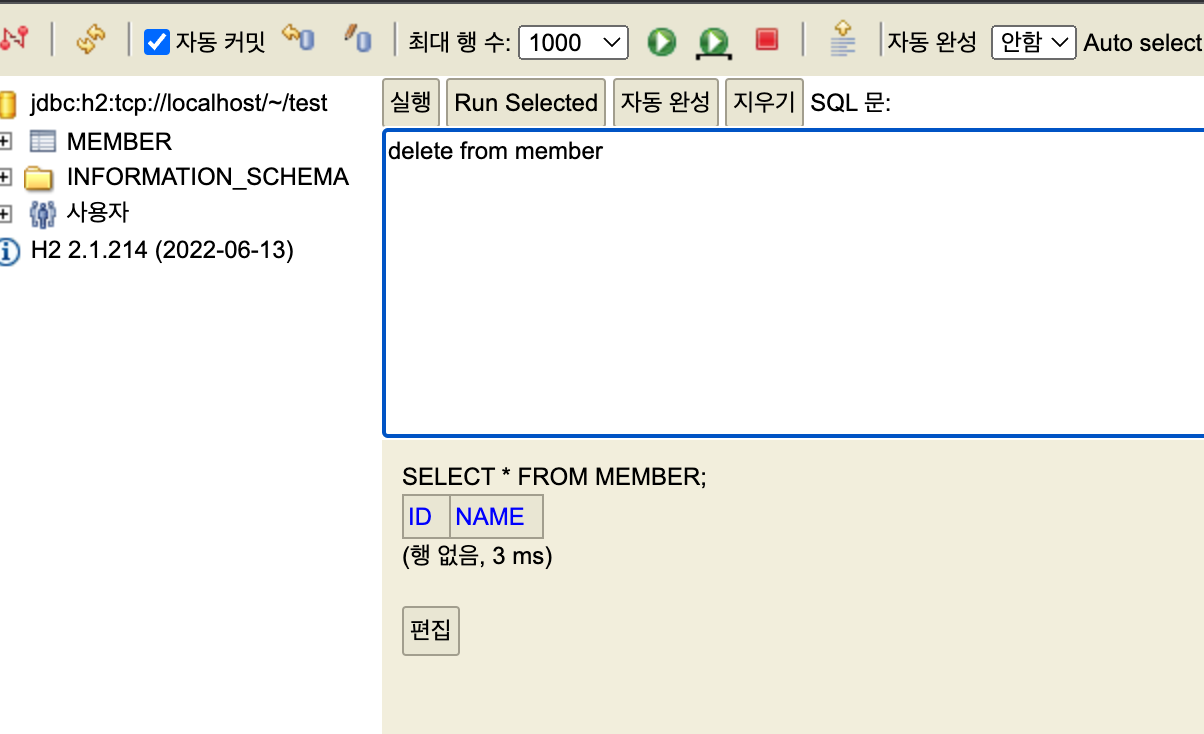 자동 커밋 최대 행 수: 1000 자동 완성 안함 Auto select
jdbc:h2:tcp://localhost/~/test
MEMBER
INFORMATION_SCHEMA
사용자
H2 2.1.214 (2022-06-13)
실행 Run Selected 자동 완성 지우기 SQL 문:
delete from member
SELECT * FROM MEMBER;
ID NAME
(행 없음, 3 ms)
편집